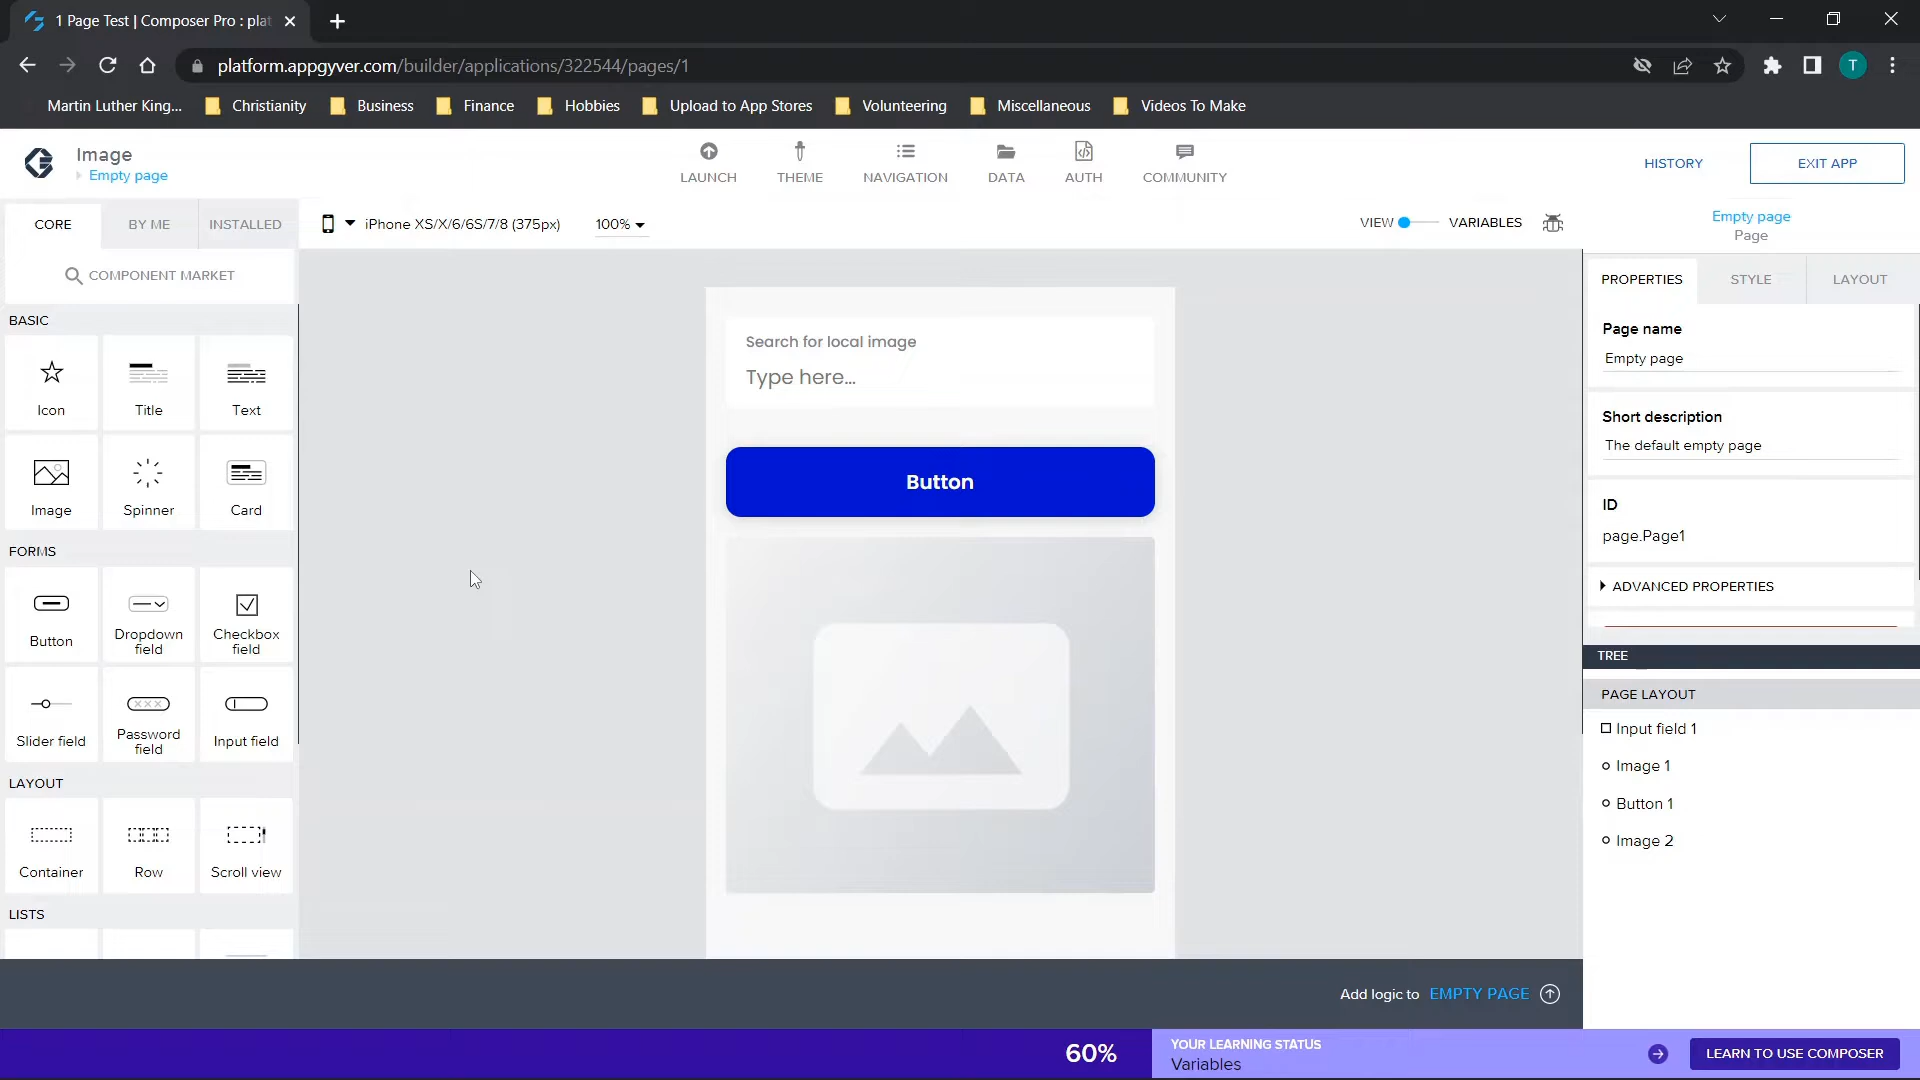 1 Page Test | Composer Pro : plat
platform.appgyver.com/builder/applications/322544/pages/1
T
Martin Luther King...
Christianity
Business
Finance
Hobbies
Upload to App Stores
Volunteering
Miscellaneous
Videos To Make
Image
Empty page
LAUNCH
THEME
NAVIGATION
DATA
AUTH
COMMUNITY
HISTORY
EXIT APP
CORE
BY ME
INSTALLED
iPhone XS/X/6/6S/7/8 (375px)
100%
VIEW
VARIABLES
Empty page
Page
COMPONENT MARKET
PROPERTIES
STYLE
LAYOUT
BASIC
Icon
Title
Text
Image
Spinner
Card
FORMS
Button
Dropdown
field
Checkbox
field
Slider field
Password
field
Input field
LAYOUT
Container
Row
Scroll view
LISTS
Search for local image
Type here...
Button
Page name
Empty page
Short description
The default empty page
ID
page.Page1
ADVANCED PROPERTIES
TREE
PAGE LAYOUT
Input field 1
Image 1
Button 1
Image 2
Add logic to EMPTY PAGE
60%
YOUR LEARNING STATUS
Variables
LEARN TO USE COMPOSER